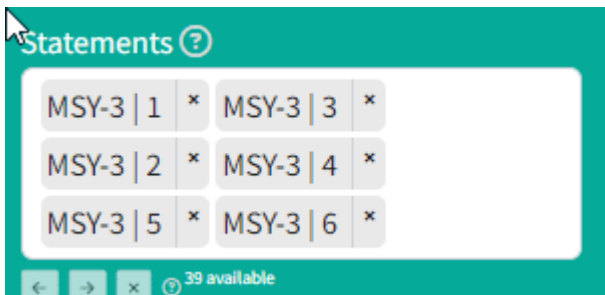 Statements ?
MSY-3 | 1 × MSY-3 | 3 ×
MSY-3 | 2 × MSY-3 | 4 ×
MSY-3 | 5 × MSY-3 | 6 ×
← → × ? 39 available